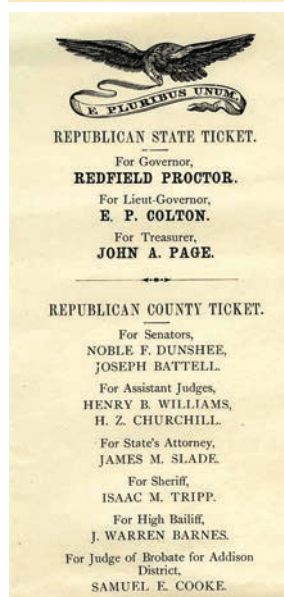 E PLURIBUS UNUM.
REPUBLICAN STATE TICKET.
For Governor,
REDFIELD PROCTOR.
For Lieut-Governor,
E. P. COLTON.
For Treasurer,
JOHN A. PAGE.
REPUBLICAN COUNTY TICKET.
For Senators,
NOBLE F. DUNSHEE,
JOSEPH BATTELL.
For Assistant Judges,
HENRY B. WILLIAMS,
H. Z. CHURCHILL.
For State's Attorney,
JAMES M. SLADE.
For Sheriff,
ISAAC M. TRIPP.
For High Bailiff,
J. WARREN BARNES.
For Judge of Brobate for Addison
District,
SAMUEL E. COOKE.